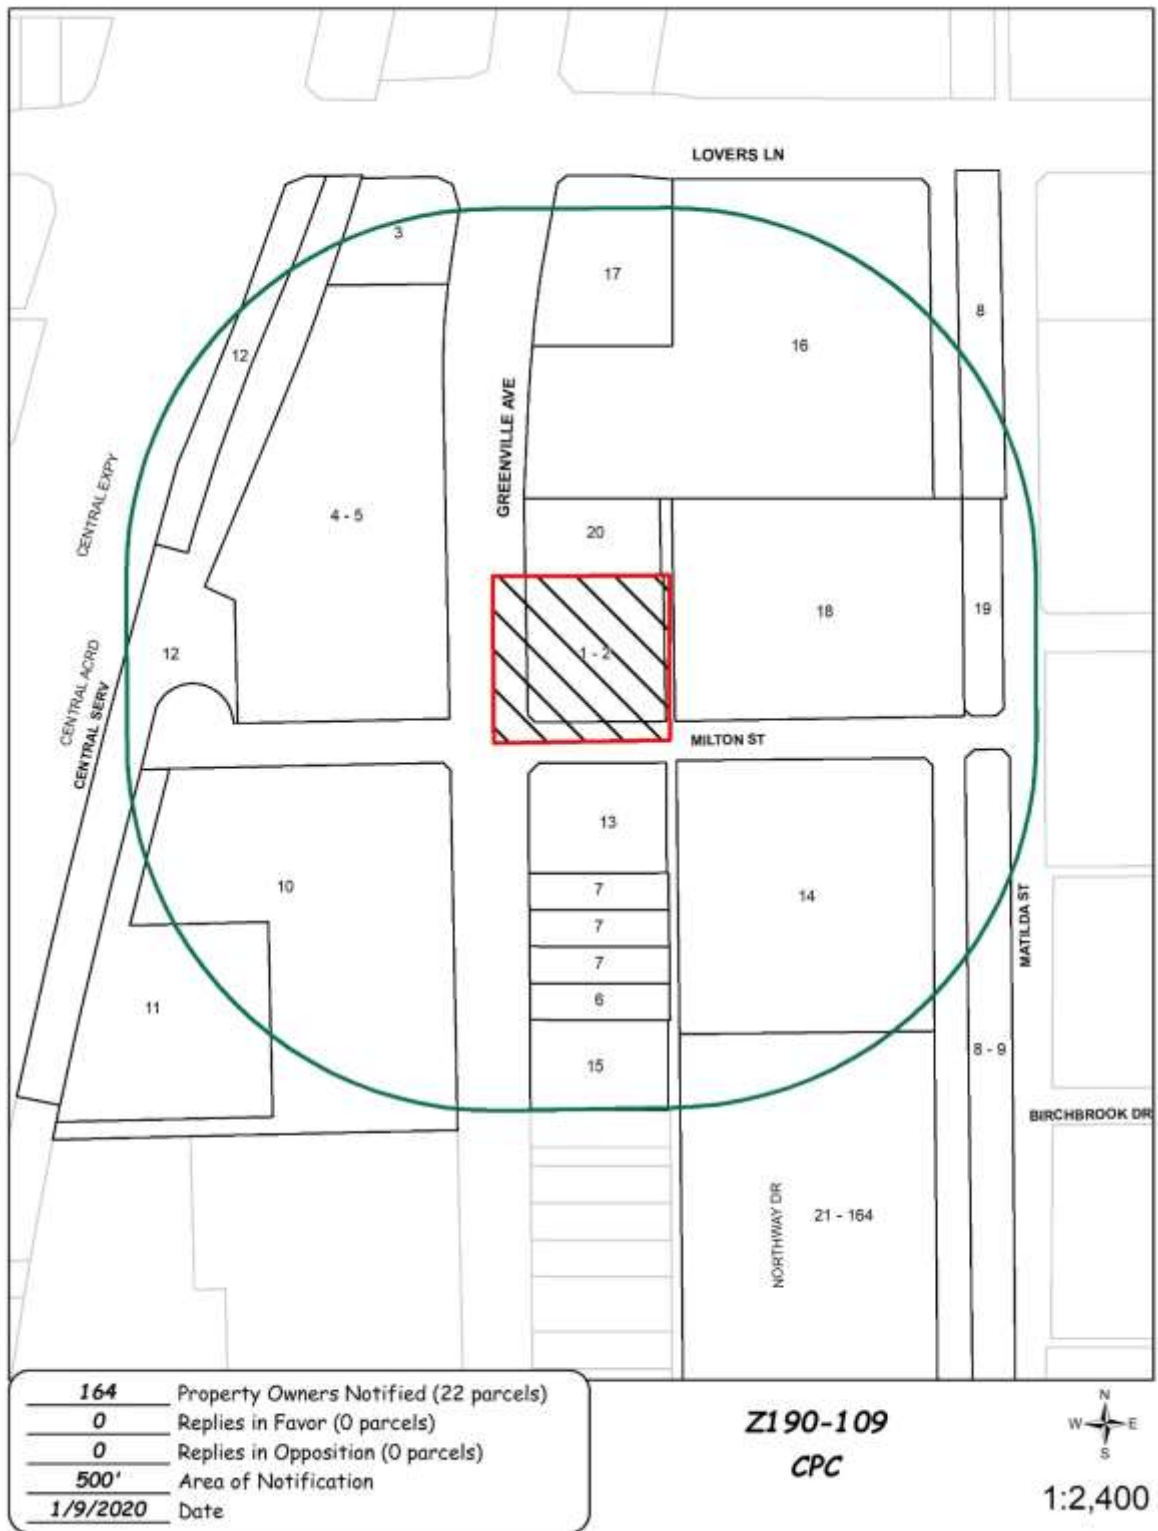 LOVERS LN
3
17
8
16
12
GREENVILLE AVE
CENTRAL EXPY
4 - 5
20
18
19
1 - 2
12
CENTRAL ACRD
CENTRAL SERV
MILTON ST
13
10
7
14
7
MATILDA ST
7
6
11
15
8 - 9
BIRCHBROOK DR
NORTHWAY DR
21 - 164
164 Property Owners Notified (22 parcels)
0 Replies in Favor (0 parcels)
0 Replies in Opposition (0 parcels)
500' Area of Notification
1/9/2020 Date
Z190-109
CPC
N
W E
S
1:2,400